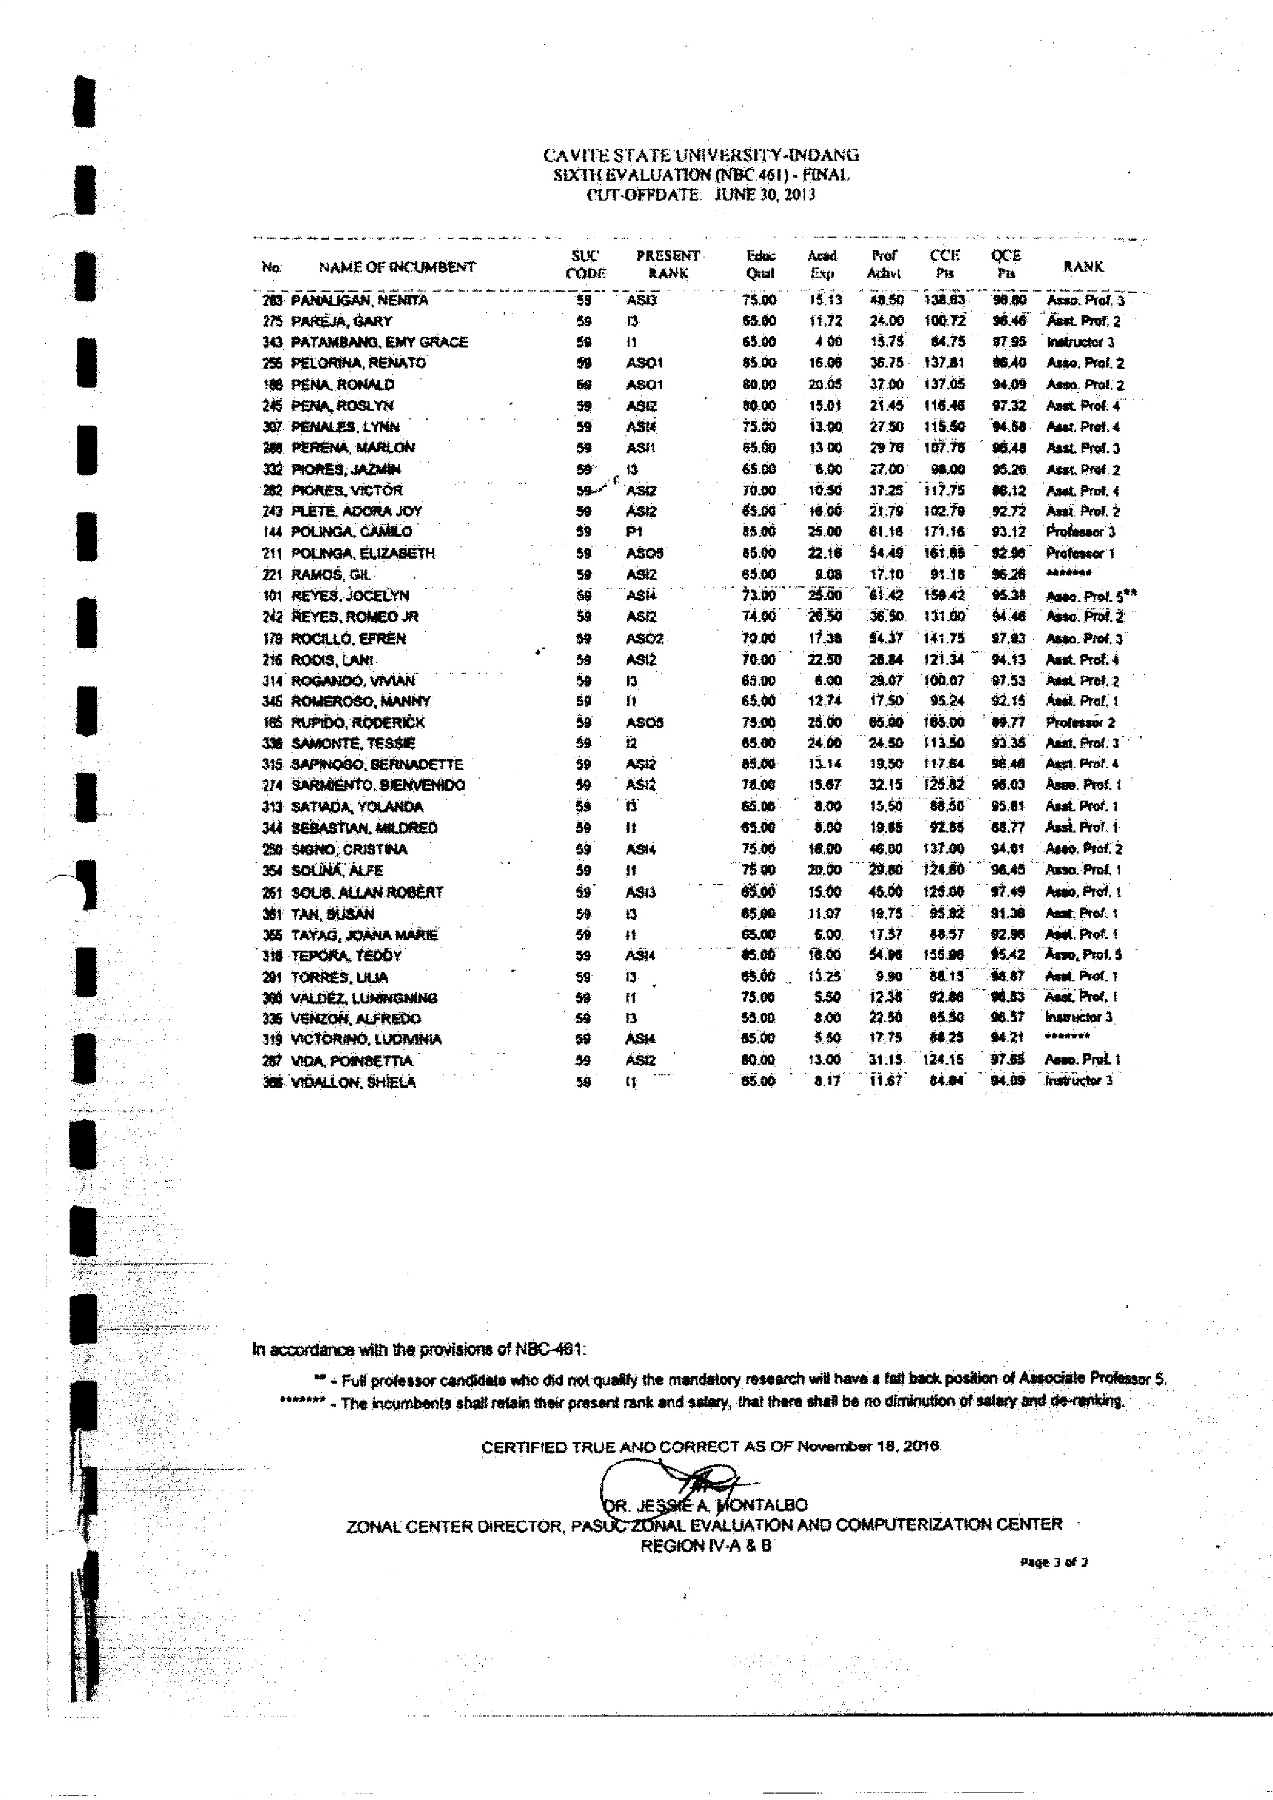 CAVITE STATE UNIVERSITY-INDANG
SIXTH EVALUATION (NBC 461) - FINAL
CUT-OFFDATE: JUNE 30, 2013
No. NAME OF INCUMBENT SUC CODE PRESENT RANK Educ Qual Acad Exp Prof Achvt CCE Pts QCE Pts RANK
283 PANALIGAN, NENITA 59 ASI3 75.00 15.13 48.50 138.63 98.80 Asso. Prof. 3
275 PAREJA, GARY 59 I3 65.00 11.72 24.00 100.72 96.46 Asst. Prof. 2
343 PATAMBANG, EMY GRACE 59 I1 65.00 4.00 15.75 84.75 97.95 Instructor 3
256 PELORINA, RENATO 59 ASO1 85.00 16.06 36.75 137.81 96.40 Asso. Prof. 2
188 PENA, RONALD 59 ASO1 80.00 20.05 37.00 137.05 94.09 Asso. Prof. 2
245 PENA, ROSLYN 59 ASI2 80.00 15.01 21.45 116.46 97.32 Asst. Prof. 4
307 PENALES, LYNN 59 ASI4 75.00 13.00 27.50 115.50 94.58 Asst. Prof. 4
PERENA, MARLON 59 ASI1 65.00 13.00 29.76 107.76 96.48 Asst. Prof. 3
332 PIORES, JAZMIN 59 I3 65.00 6.00 27.00 98.00 95.26 Asst. Prof. 2
282 PIORES, VICTOR 59 ASI2 70.00 10.50 37.25 117.75 98.12 Asst. Prof. 4
243 PLETE, ADORA JOY 59 ASI2 65.00 16.00 21.79 102.79 92.72 Asst. Prof. 2
144 POLINGA, CAMILO 59 P1 85.00 25.00 61.16 171.16 93.12 Professor 3
211 POLINGA, ELIZABETH 59 ASO5 85.00 22.16 54.49 161.65 92.96 Professor 1
221 RAMOS, GIL 59 ASI2 65.00 9.08 17.10 91.18 96.26 *******
101 REYES, JOCELYN 59 ASI4 73.00 25.00 61.42 159.42 95.38 Asso. Prof. 5**
242 REYES, ROMEO JR 59 ASI2 74.00 20.50 36.50 131.00 94.46 Asso. Prof. 2
179 ROCILLO, EFREN 59 ASO2 70.00 17.38 54.37 141.75 97.83 Asso. Prof. 3
216 RODIS, LANI 59 ASI2 70.00 22.50 28.84 121.34 94.13 Asst. Prof. 4
314 ROGANDO, VIVIAN 59 I3 65.00 6.00 29.07 100.07 97.53 Asst. Prof. 2
345 ROMEROSO, MANNY 59 I1 65.00 12.74 17.50 95.24 92.15 Asst. Prof. 1
165 RUPIDO, RODERICK 59 ASO5 75.00 25.00 65.00 165.00 99.77 Professor 2
338 SAMONTE, TESSIE 59 I2 65.00 24.00 24.50 113.50 93.35 Asst. Prof. 3
315 SAPINOSO, BERNADETTE 59 ASI2 85.00 13.14 19.50 117.64 98.46 Asst. Prof. 4
274 SARMIENTO, BIENVENIDO 59 ASI2 78.00 15.67 32.15 125.82 96.03 Asso. Prof. 1
313 SATIADA, YOLANDA 59 I3 65.00 8.00 15.50 88.50 95.81 Asst. Prof. 1
344 SEBASTIAN, MILDRED 59 I1 65.00 8.00 19.85 92.85 88.77 Asst. Prof. 1
250 SIGNO, CRISTINA 59 ASI4 75.00 16.00 46.00 137.00 94.81 Asso. Prof. 2
354 SOLINA, ALFE 59 I1 75.00 20.00 29.80 124.80 96.45 Asso. Prof. 1
261 SOLIS, ALLAN ROBERT 59 ASI3 65.00 15.00 45.00 125.00 97.49 Asso. Prof. 1
TAN, SUSAN 59 I3 65.00 11.07 19.75 95.82 91.38 Asst. Prof. 1
355 TAYAG, JOANA MARIE 59 I1 65.00 6.00 17.57 88.57 92.98 Asst. Prof. 1
318 TEPORA, TEDDY 59 ASI4 85.00 16.00 54.96 155.96 95.42 Asso. Prof. 5
291 TORRES, LILIA 59 I3 65.00 13.25 9.90 88.15 98.87 Asst. Prof. 1
360 VALDEZ, LUNINGNING 59 I1 75.00 5.50 12.38 92.88 98.83 Asst. Prof. 1
335 VENZON, ALFREDO 59 I3 55.00 8.00 22.50 85.50 96.57 Instructor 3
319 VICTORINO, LUDIVINIA 59 ASI4 65.00 5.50 17.75 88.25 94.21 *******
287 VIDA, POINSETTIA 59 ASI2 80.00 13.00 31.15 124.15 97.65 Asso. Prof. 1
VIDALLON, SHIELA 59 I1 65.00 8.17 11.67 84.84 94.09 Instructor 3
In accordance with the provisions of NBC-461:
** - Full professor candidate who did not qualify the mandatory research will have a fall back position of Associate Professor 5.
******* - The incumbents shall retain their present rank and salary, that there shall be no diminution of salary and de-ranking.
CERTIFIED TRUE AND CORRECT AS OF November 18, 2016
DR. JESSIE A. MONTALBO
ZONAL CENTER DIRECTOR, PASUC ZONAL EVALUATION AND COMPUTERIZATION CENTER
REGION IV-A & B
Page 3 of 3